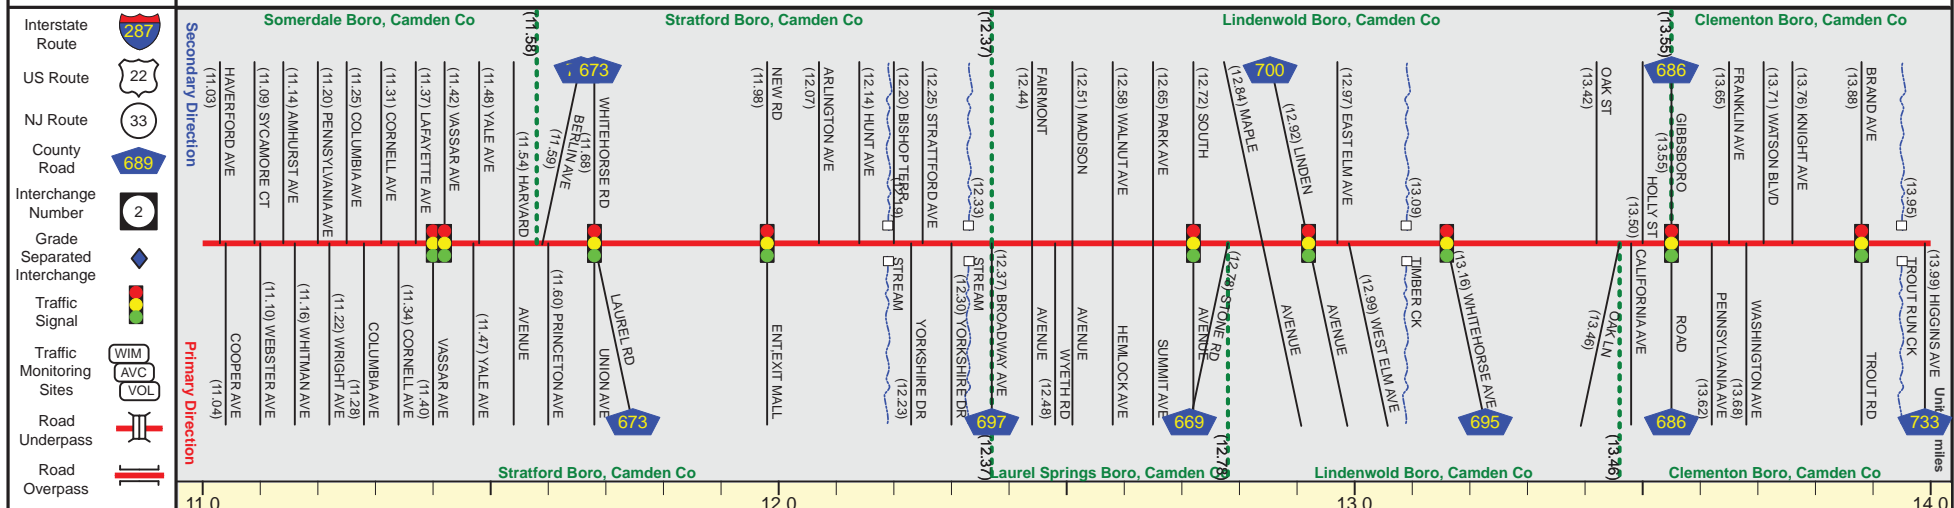 Interstate
Route
287
US Route
22
NJ Route
33
County
Road
689
Interchange
Number
2
Grade
Separated
Interchange
Traffic
Signal
Traffic
Monitoring
Sites
WIM
AVC
VOL
Road
Underpass
Road
Overpass
Secondary Direction
Primary Direction
Somerdale Boro, Camden Co
(11.58)
Stratford Boro, Camden Co
(12.37)
Lindenwold Boro, Camden Co
(13.55)
Clementon Boro, Camden Co
673
700
686
(11.03)
HAVERFORD AVE
(11.09) SYCAMORE CT
(11.14) AMHURST AVE
(11.20) PENNSYLVANIA AVE
(11.25) COLUMBIA AVE
(11.31) CORNELL AVE
(11.37) LAFAYETTE AVE
(11.42) VASSAR AVE
(11.48) YALE AVE
(11.54) HARVARD
(11.59)
BERLIN AVE
(11.68)
WHITEHORSE RD
(11.98)
NEW RD
(12.07)
ARLINGTON AVE
(12.14) HUNT AVE
(12.19)
(12.20) BISHOP TERR
(12.25) STRATTFORD AVE
(12.33)
(12.44)
FAIRMONT
(12.51) MADISON
(12.58) WALNUT AVE
(12.65) PARK AVE
(12.72) SOUTH
(12.84) MAPLE
(12.92) LINDEN
(12.97) EAST ELM AVE
(13.09)
(13.42)
OAK ST
(13.50)
HOLLY ST
(13.55)
GIBBSBORO
(13.65)
FRANKLIN AVE
(13.71) WATSON BLVD
(13.76) KNIGHT AVE
(13.88)
BRAND AVE
(13.95)
(11.04)
COOPER AVE
(11.10) WEBSTER AVE
(11.16) WHITMAN AVE
(11.22) WRIGHT AVE
(11.28)
COLUMBIA AVE
(11.34) CORNELL AVE
(11.40)
VASSAR AVE
(11.47) YALE AVE
AVENUE
(11.60) PRINCETON AVE
UNION AVE
LAUREL RD
ENT.EXIT MALL
STREAM
(12.23)
YORKSHIRE DR
(12.30) YORKSHIRE DR
STREAM
(12.37) BROADWAY AVE
AVENUE
(12.48)
WYETH RD
AVENUE
HEMLOCK AVE
SUMMIT AVE
AVENUE
(12.78) STONE RD
AVENUE
AVENUE
(12.99) WEST ELM AVE
TIMBER CK
(13.16) WHITEHORSE AVE
(13.46)
OAK LN
CALIFORNIA AVE
ROAD
(13.62)
PENNSYLVANIA AVE
(13.68)
WASHINGTON AVE
TROUT RD
TROUT RUN CK
(13.99) HIGGINS AVE
673
697
669
695
686
733
miles
Stratford Boro, Camden Co
(12.37)
Laurel Springs Boro, Camden Co
(12.78)
Lindenwold Boro, Camden Co
(13.46)
Clementon Boro, Camden Co
11.0
12.0
13.0
14.0